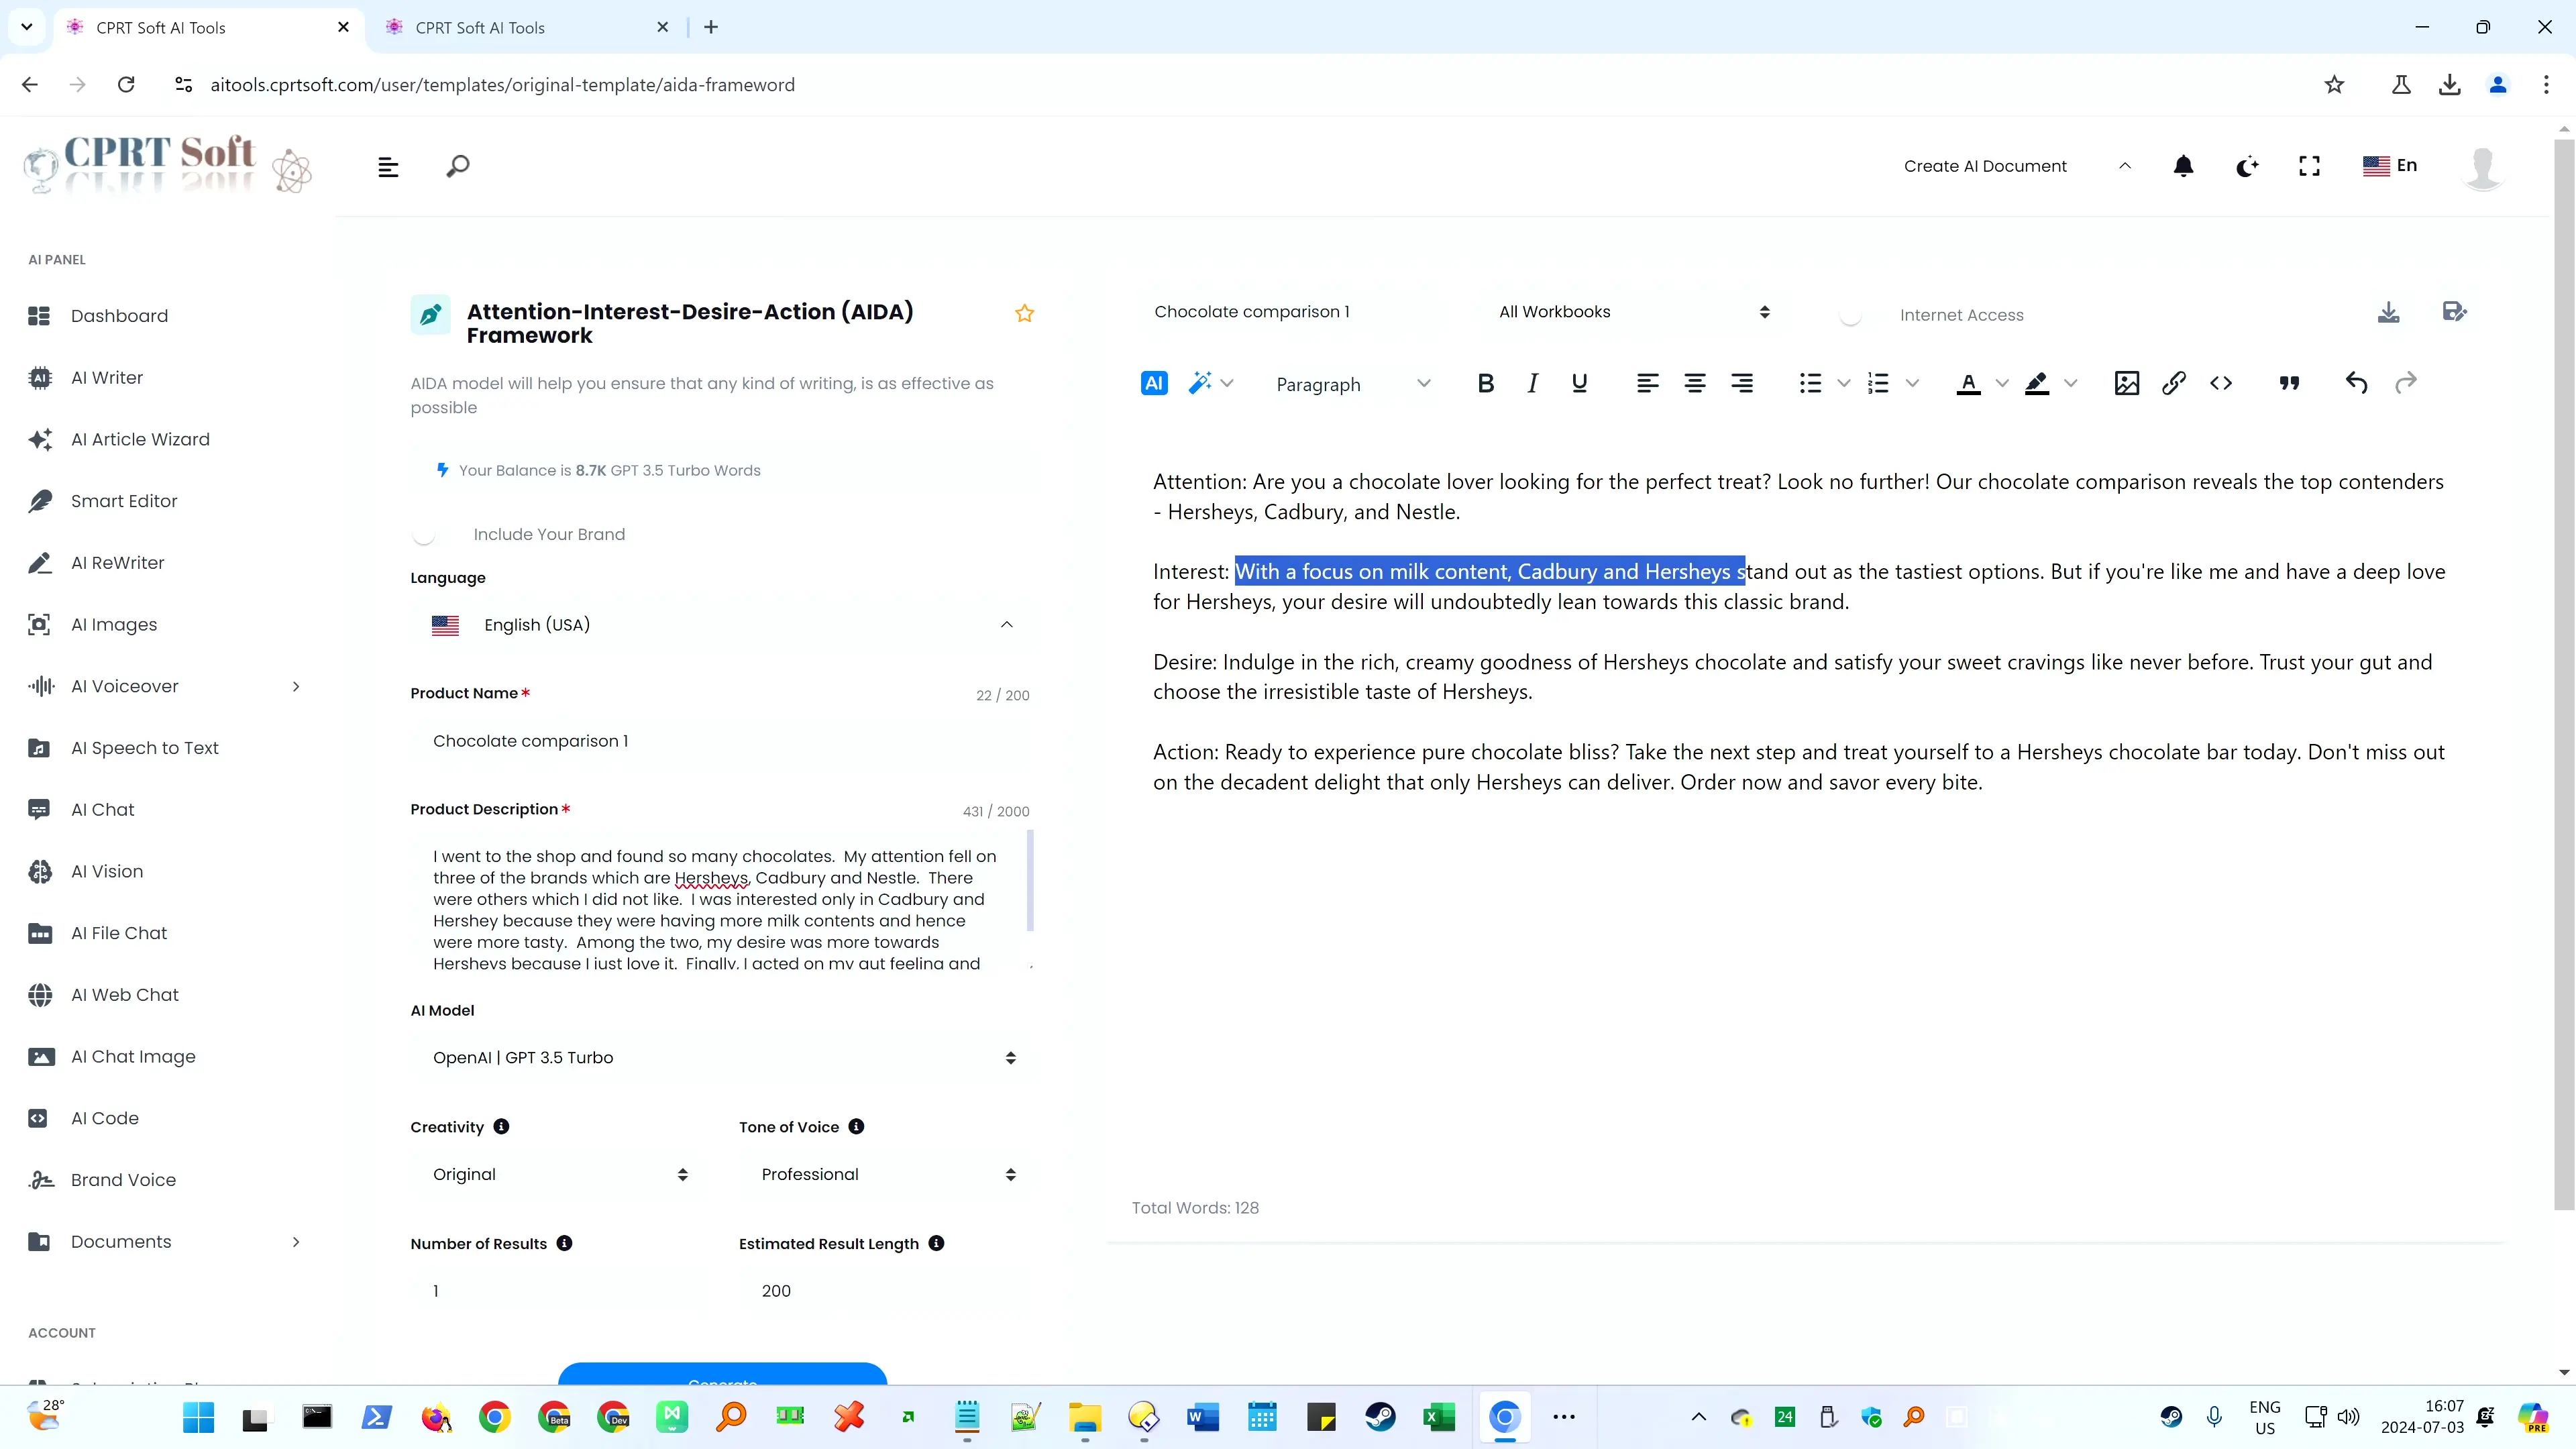 CPRT Soft AI Tools
CPRT Soft AI Tools
aitools.cprtsoft.com/user/templates/original-template/aida-frameword
CPRT Soft
Create AI Document
En
AI PANEL
Dashboard
AI Writer
AI Article Wizard
Smart Editor
AI ReWriter
AI Images
AI Voiceover
AI Speech to Text
AI Chat
AI Vision
AI File Chat
AI Web Chat
AI Chat Image
AI Code
Brand Voice
Documents
ACCOUNT
Attention-Interest-Desire-Action (AIDA)
Framework
AIDA model will help you ensure that any kind of writing, is as effective as
possible
Your Balance is 8.7K GPT 3.5 Turbo Words
Include Your Brand
Language
English (USA)
Product Name*
22 / 200
Chocolate comparison 1
Product Description*
431 / 2000
I went to the shop and found so many chocolates.  My attention fell on
three of the brands which are Hersheys, Cadbury and Nestle.  There
were others which I did not like.  I was interested only in Cadbury and
Hershey because they were having more milk contents and hence
were more tasty.  Among the two, my desire was more towards
Hersheys because I just love it.  Finally, I acted on my gut feeling and
AI Model
OpenAI | GPT 3.5 Turbo
Creativity
Tone of Voice
Original
Professional
Number of Results
Estimated Result Length
1
200
Generate
Chocolate comparison 1
All Workbooks
Internet Access
AI
Paragraph
B I U
Attention: Are you a chocolate lover looking for the perfect treat? Look no further! Our chocolate comparison reveals the top contenders
- Hersheys, Cadbury, and Nestle.
Interest: With a focus on milk content, Cadbury and Hersheys stand out as the tastiest options. But if you're like me and have a deep love
for Hersheys, your desire will undoubtedly lean towards this classic brand.
Desire: Indulge in the rich, creamy goodness of Hersheys chocolate and satisfy your sweet cravings like never before. Trust your gut and
choose the irresistible taste of Hersheys.
Action: Ready to experience pure chocolate bliss? Take the next step and treat yourself to a Hersheys chocolate bar today. Don't miss out
on the decadent delight that only Hersheys can deliver. Order now and savor every bite.
Total Words: 128
28°
Beta
Dev
24
ENG
US
16:07
2024-07-03
PRE